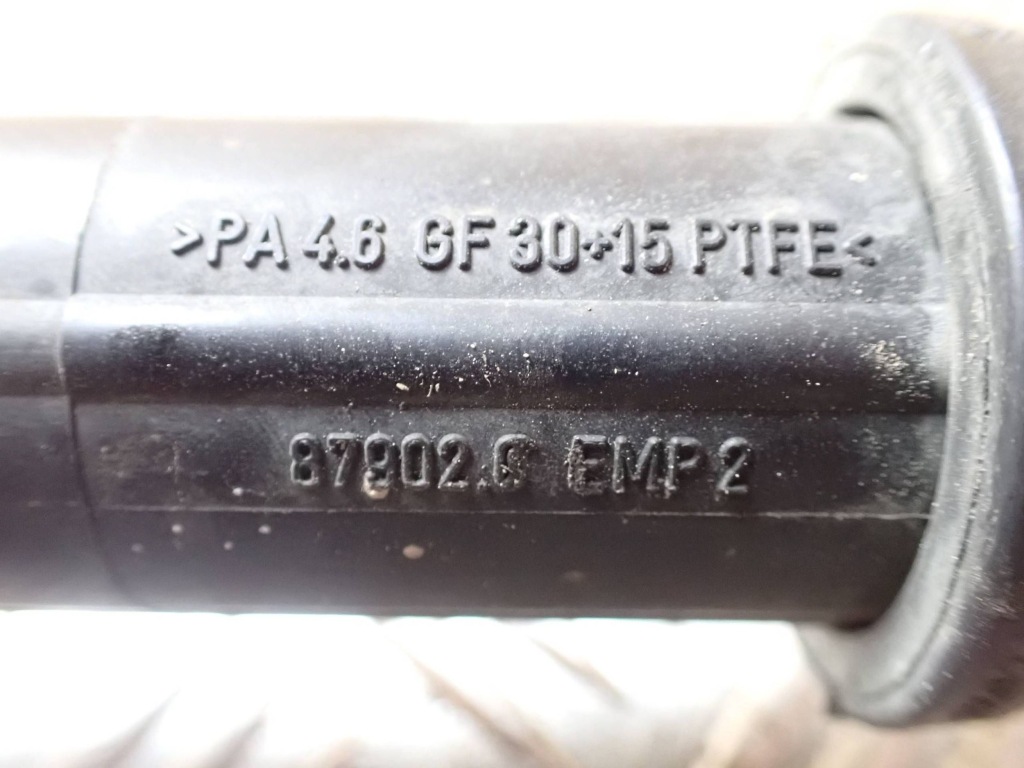 >PA 4.6 GF 30+15 PTFE<
87902.C EMP 2